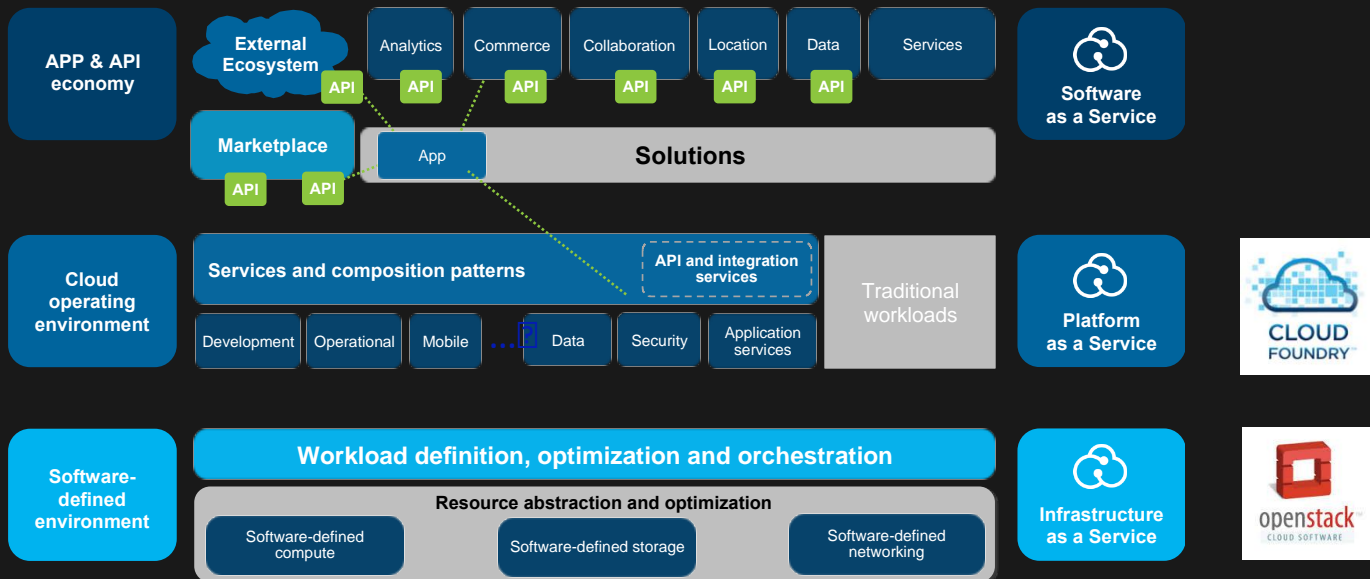 APP & API
economy
External
Ecosystem
API
Analytics
API
Commerce
API
Collaboration
API
Location
API
Data
API
Services
Software
as a Service
Marketplace
API
API
App
Solutions
Cloud
operating
environment
Services and composition patterns
API and integration
services
Development
Operational
Mobile
...
Data
Security
Application
services
Traditional
workloads
Platform
as a Service
CLOUD
FOUNDRY
Software-
defined
environment
Workload definition, optimization and orchestration
Resource abstraction and optimization
Software-defined
compute
Software-defined storage
Software-defined
networking
Infrastructure
as a Service
openstack
CLOUD SOFTWARE